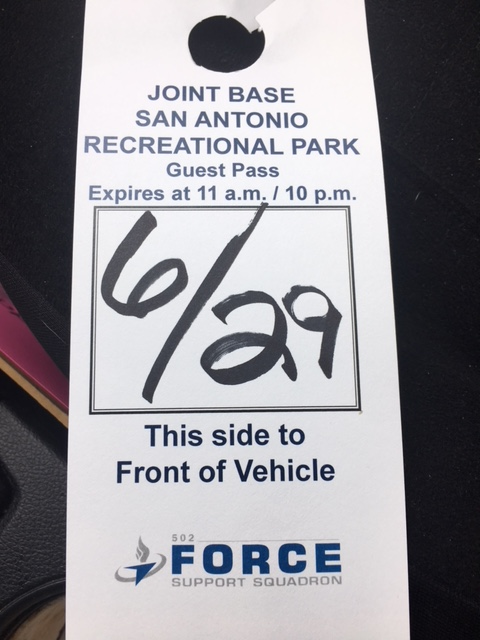 JOINT BASE
SAN ANTONIO
RECREATIONAL PARK
Guest Pass
Expires at 11 a.m. / 10 p.m.
6/29
This side to
Front of Vehicle
502
FORCE
SUPPORT SQUADRON